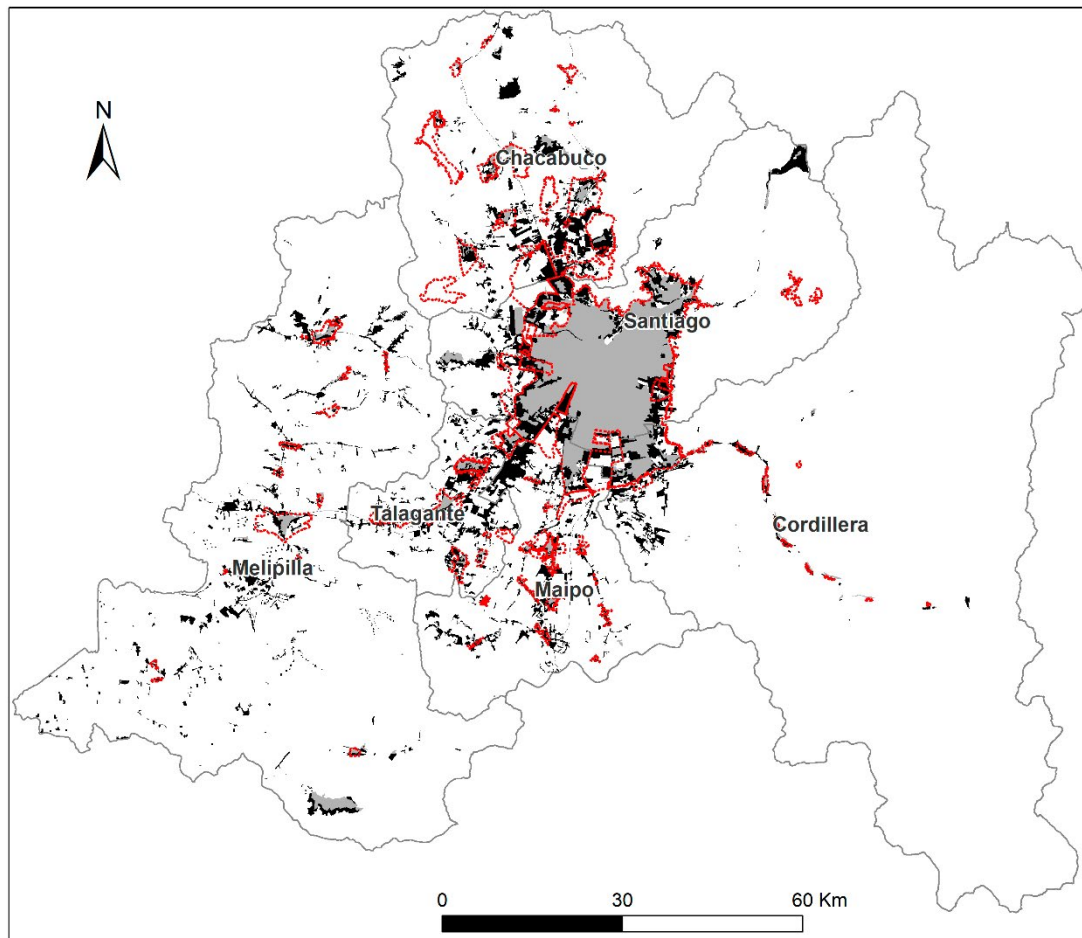 N
Chacabuco
Santiago
Talagante
Cordillera
Melipilla
Maipo
0 30 60 Km